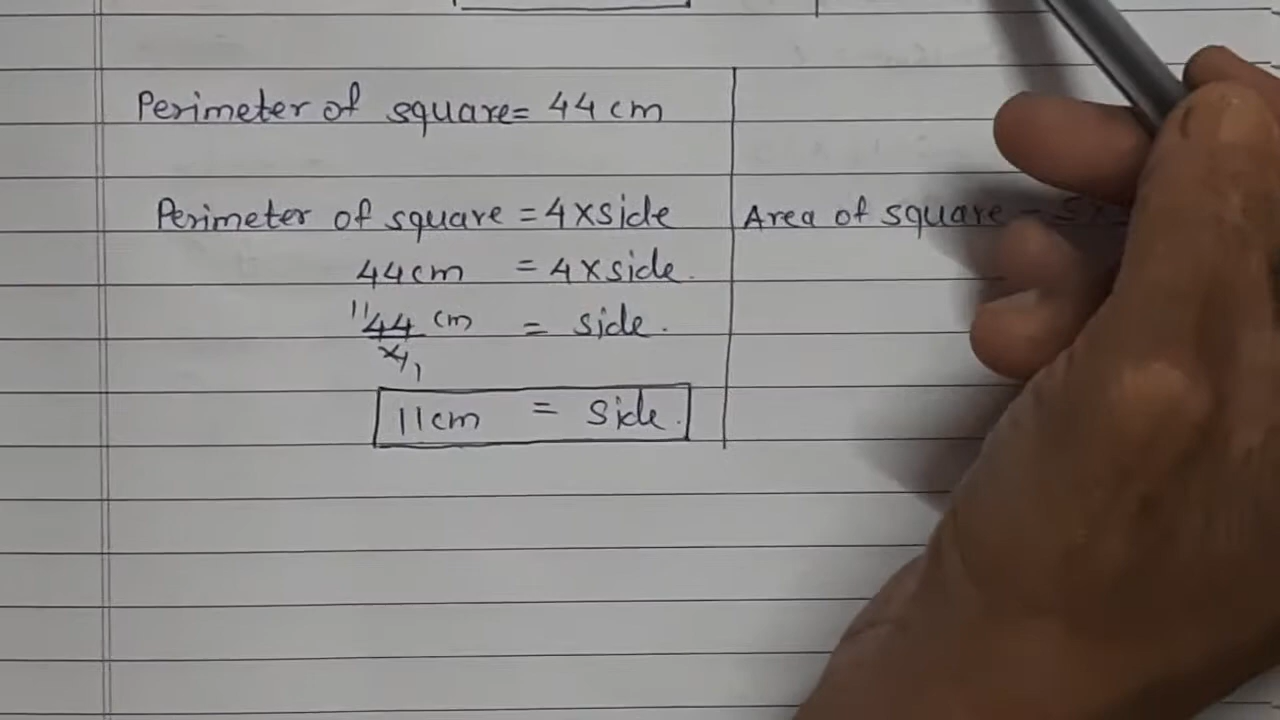 Perimeter of square = 44 cm
Perimeter of square = 4 x side
44 cm = 4 x side.
11
44 cm = side.
4 1
11 cm = side.
Area of square =